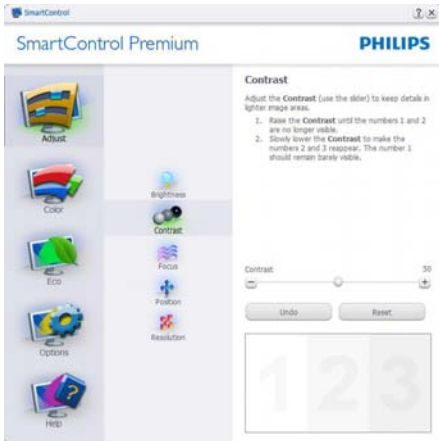 SmartControl
SmartControl Premium
PHILIPS
Adjust
Color
Eco
Options
Help
Brightness
Contrast
Focus
Position
Resolution
Contrast
Adjust the Contrast (use the slider) to keep details in
lighter image areas.
1. Raise the Contrast until the numbers 1 and 2
are no longer visible.
2. Slowly lower the Contrast to make the
numbers 2 and 3 reappear. The number 1
should remain barely visible.
Contrast 50
Undo Reset
1 2 3